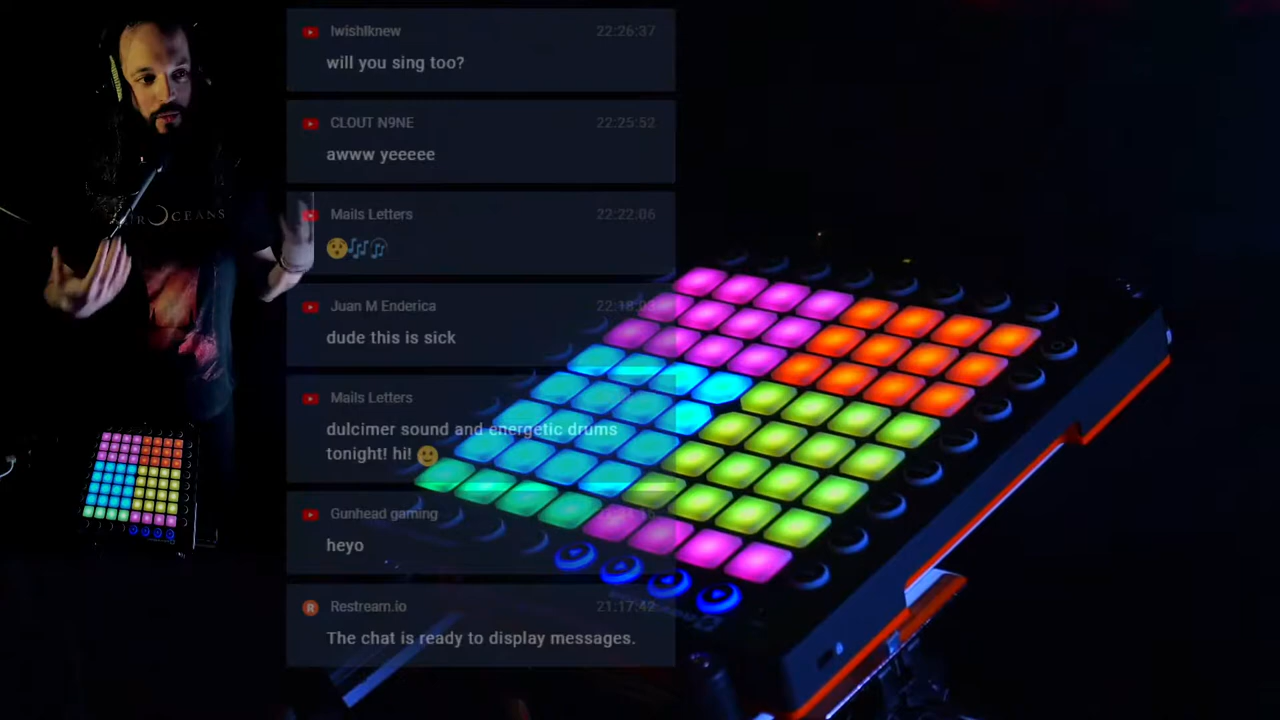 IwishIknew 22:26:37
will you sing too?
CLOUT N9NE 22:25:52
awww yeeeee
Mails Letters 22:22:06
😲🎶🎧
OCEANS
Juan M Enderica
dude this is sick
Mails Letters
dulcimer sound and energetic drums
tonight! hi! 🙂
Gunhead gaming
heyo
R Restream.io 21:17:42
The chat is ready to display messages.